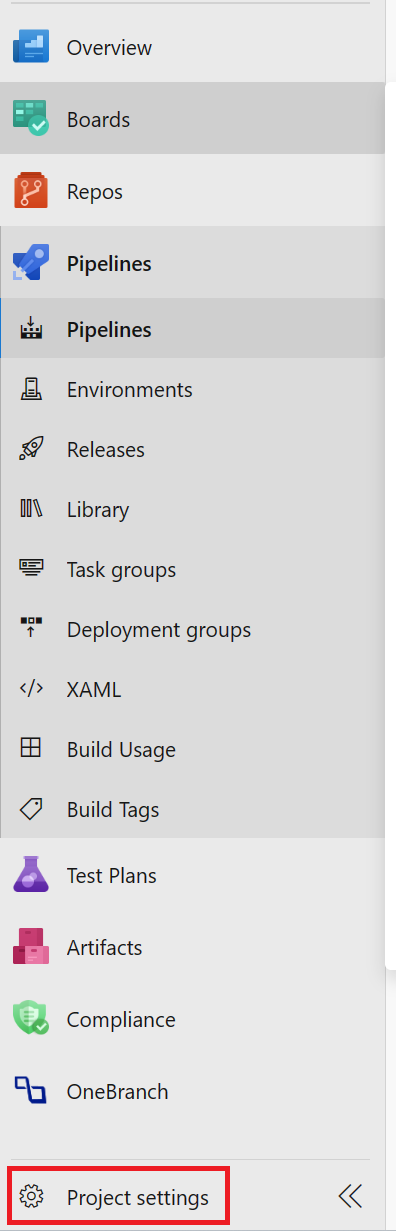 Overview
Boards
Repos
Pipelines
Pipelines
Environments
Releases
Library
Task groups
Deployment groups
XAML
Build Usage
Build Tags
Test Plans
Artifacts
Compliance
OneBranch
Project settings